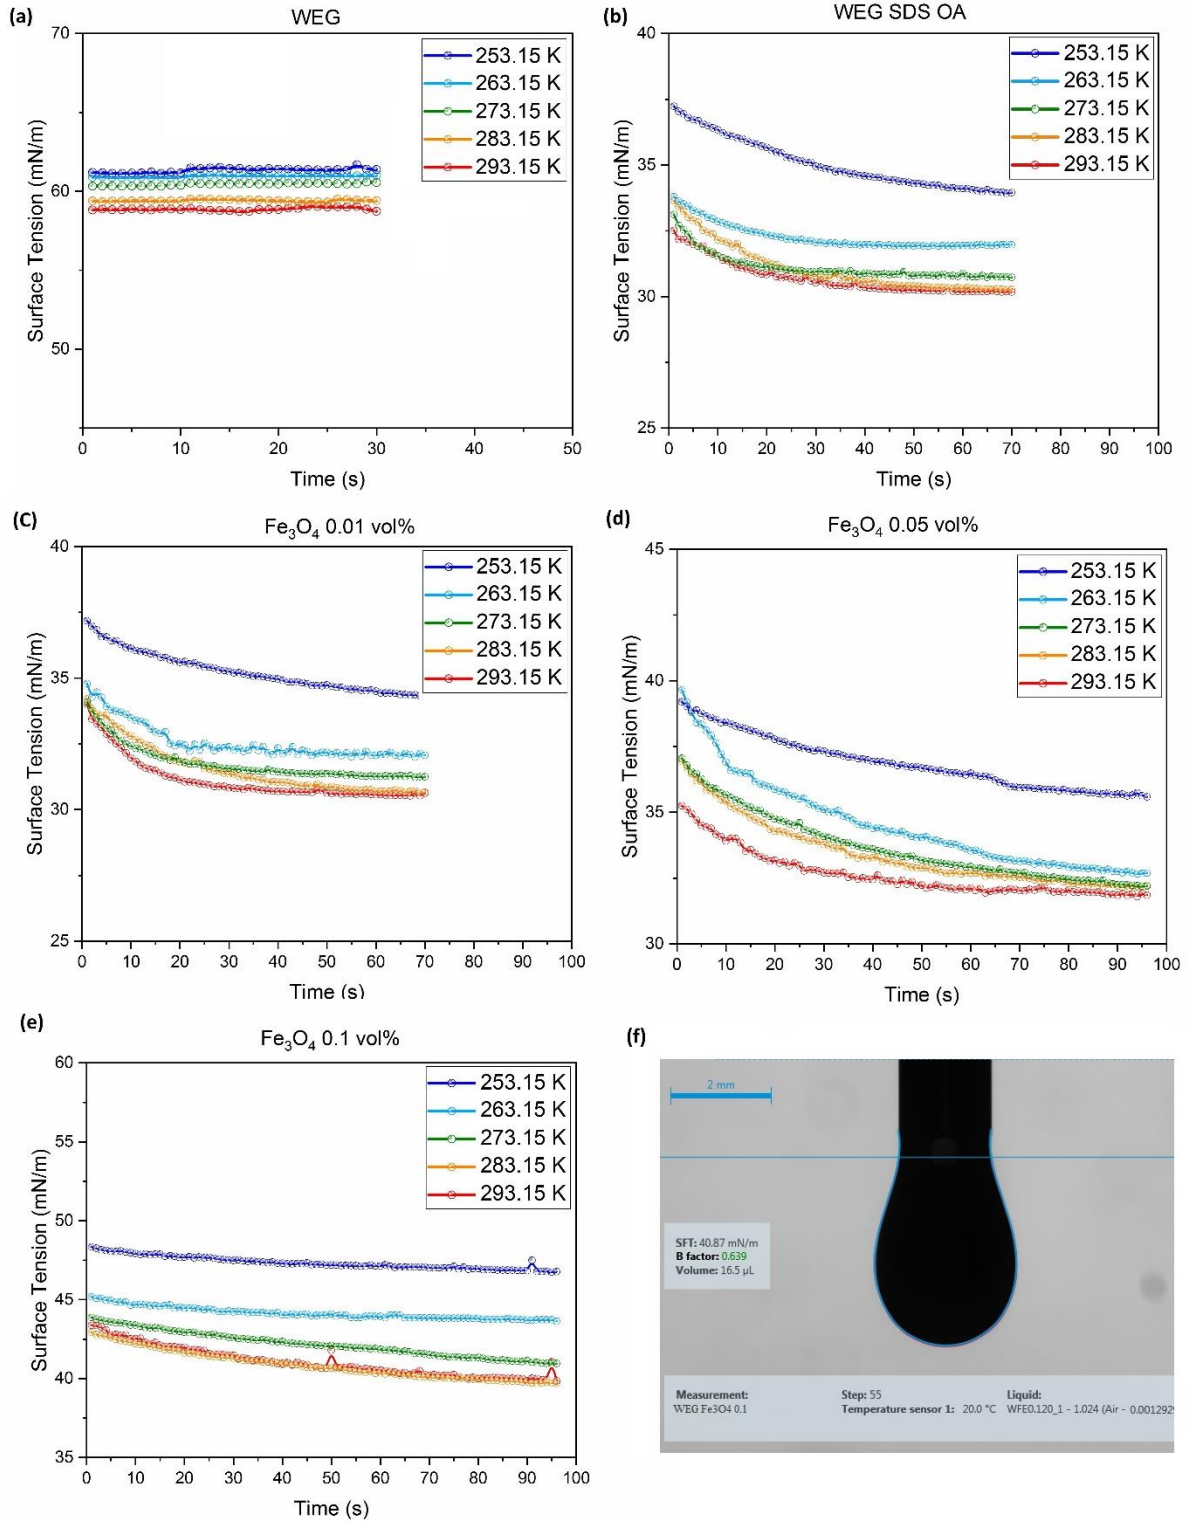 (a)
WEG
70
60
50
Surface Tension (mN/m)
253.15 K
263.15 K
273.15 K
283.15 K
293.15 K
0 10 20 30 40 50
Time (s)
(b)
WEG SDS OA
40
35
30
25
Surface Tension (mN/m)
253.15 K
263.15 K
273.15 K
283.15 K
293.15 K
0 10 20 30 40 50 60 70 80 90 100
Time (s)
(C)
Fe₃O₄ 0.01 vol%
40
35
30
25
Surface Tension (mN/m)
253.15 K
263.15 K
273.15 K
283.15 K
293.15 K
0 10 20 30 40 50 60 70 80 90 100
Time (s)
(d)
Fe₃O₄ 0.05 vol%
45
40
35
30
Surface Tension (mN/m)
253.15 K
263.15 K
273.15 K
283.15 K
293.15 K
0 10 20 30 40 50 60 70 80 90 100
Time (s)
(e)
Fe₃O₄ 0.1 vol%
60
55
50
45
40
35
Surface Tension (mN/m)
253.15 K
263.15 K
273.15 K
283.15 K
293.15 K
0 10 20 30 40 50 60 70 80 90 100
Time (s)
(f)
2 mm
SFT: 40.87 mN/m
B factor: 0.639
Volume: 16.5 µL
Measurement: Step: 55 Liquid:
WEG Fe3O4 0.1 Temperature sensor 1: 20.0 °C WFE0.120_1 - 1.024 (Air - 0.001292